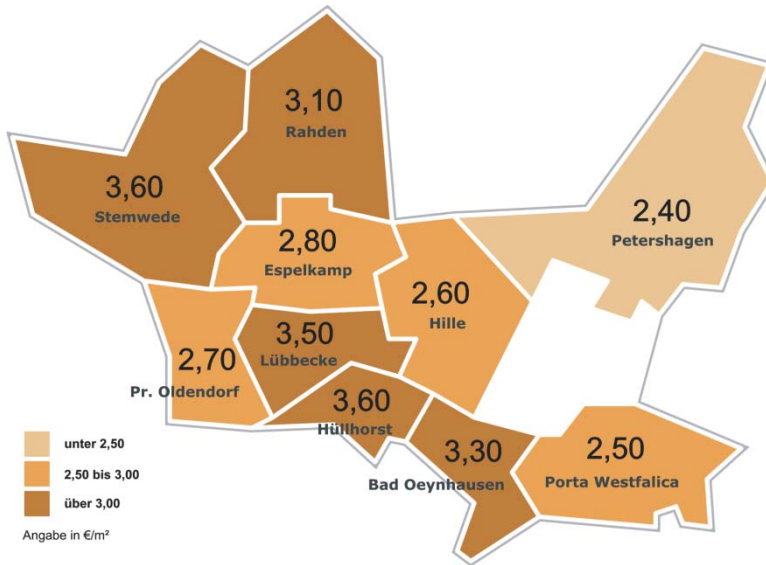 3,10
Rahden
3,60
Stemwede
2,40
Petershagen
2,80
Espelkamp
2,60
Hille
3,50
Lübbecke
2,70
Pr. Oldendorf
3,60
Hüllhorst
3,30
Bad Oeynhausen
2,50
Porta Westfalica
unter 2,50
2,50 bis 3,00
über 3,00
Angabe in €/m²